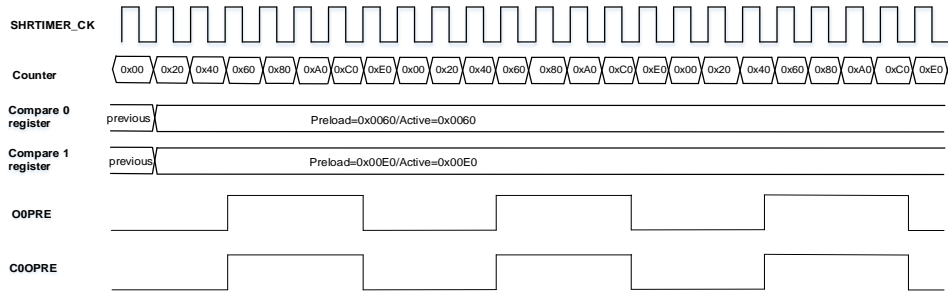 SHRTIMER_CK
Counter 0x00 0x20 0x40 0x60 0x80 0xA0 0xC0 0xE0 0x00 0x20 0x40 0x60 0x80 0xA0 0xC0 0xE0 0x00 0x20 0x40 0x60 0x80 0xA0 0xC0 0xE0
Compare 0
register
previous Preload=0x0060/Active=0x0060
Compare 1
register
previous Preload=0x00E0/Active=0x00E0
O0PRE
C0OPRE